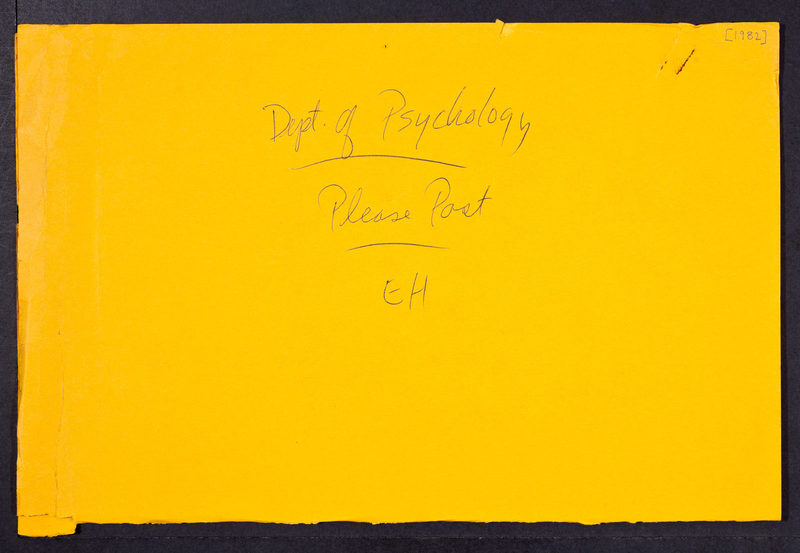 [1982]
Dept. of Psychology
Please Post
EH